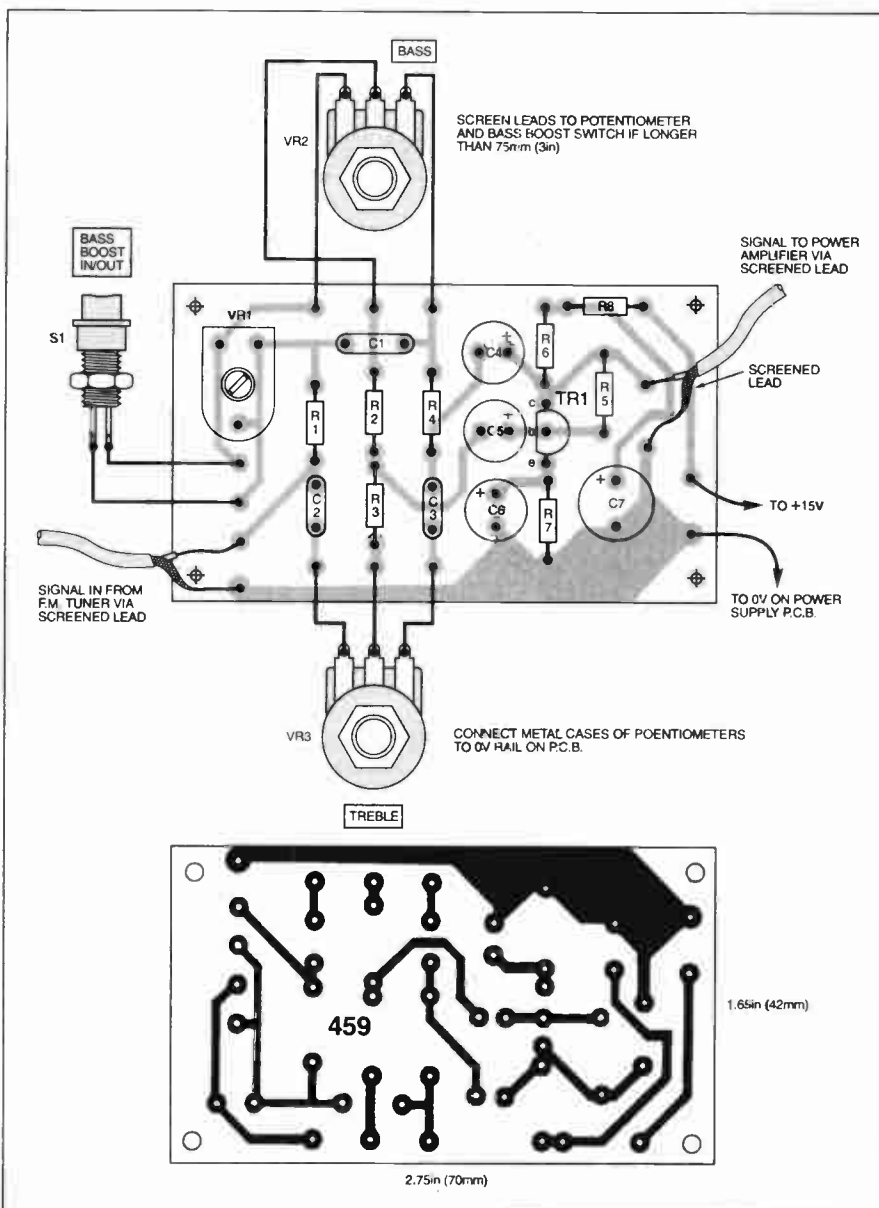 BASS
VR2
SCREEN LEADS TO POTENTIOMETER
AND BASS BOOST SWITCH IF LONGER
THAN 75mm (3in)
BASS
BOOST
IN/OUT
S1
SIGNAL TO POWER
AMPLIFIER VIA
SCREENED LEAD
SCREENED
LEAD
VR1
C1
C4
+
R6
R8
R1
R2
R4
C5
+
TR1
c
b
e
R5
C2
R3
C3
C6
+
R7
C7
+
TO +15V
TO 0V ON POWER
SUPPLY P.C.B.
SIGNAL IN FROM
F.M. TUNER VIA
SCREENED LEAD
VR3
CONNECT METAL CASES OF POENTIOMETERS
TO 0V RAIL ON P.C.B.
TREBLE
459
1.65in (42mm)
2.75in (70mm)